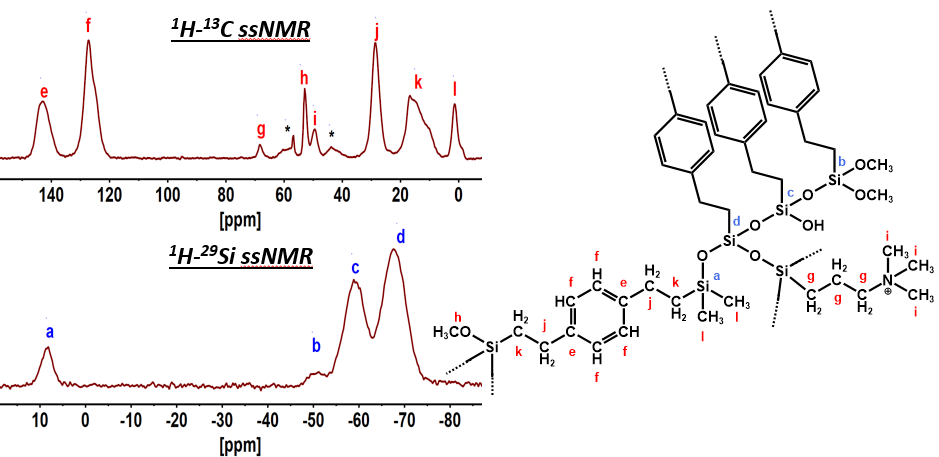 ¹H-¹³C ssNMR
e
f
g
*
h
i
*
j
k
l
140 120 100 80 60 40 20 0
[ppm]
¹H-²⁹Si ssNMR
a
b
c
d
10 0 -10 -20 -30 -40 -50 -60 -70 -80
[ppm]
b
Si
OCH₃
OCH₃
O
c
Si
OH
O
d
Si
O
O
Si
g
H₂
C
g
C
H₂
g
N
⊕
i
CH₃
i
CH₃
CH₃
i
a
Si
CH₃
l
CH₃
l
k
C
H₂
H₂
C
j
e
f
H
C
f
HC
HC
CH
f
C
H
f
e
j
C
H₂
H₂
C
k
h
H₃CO
Si